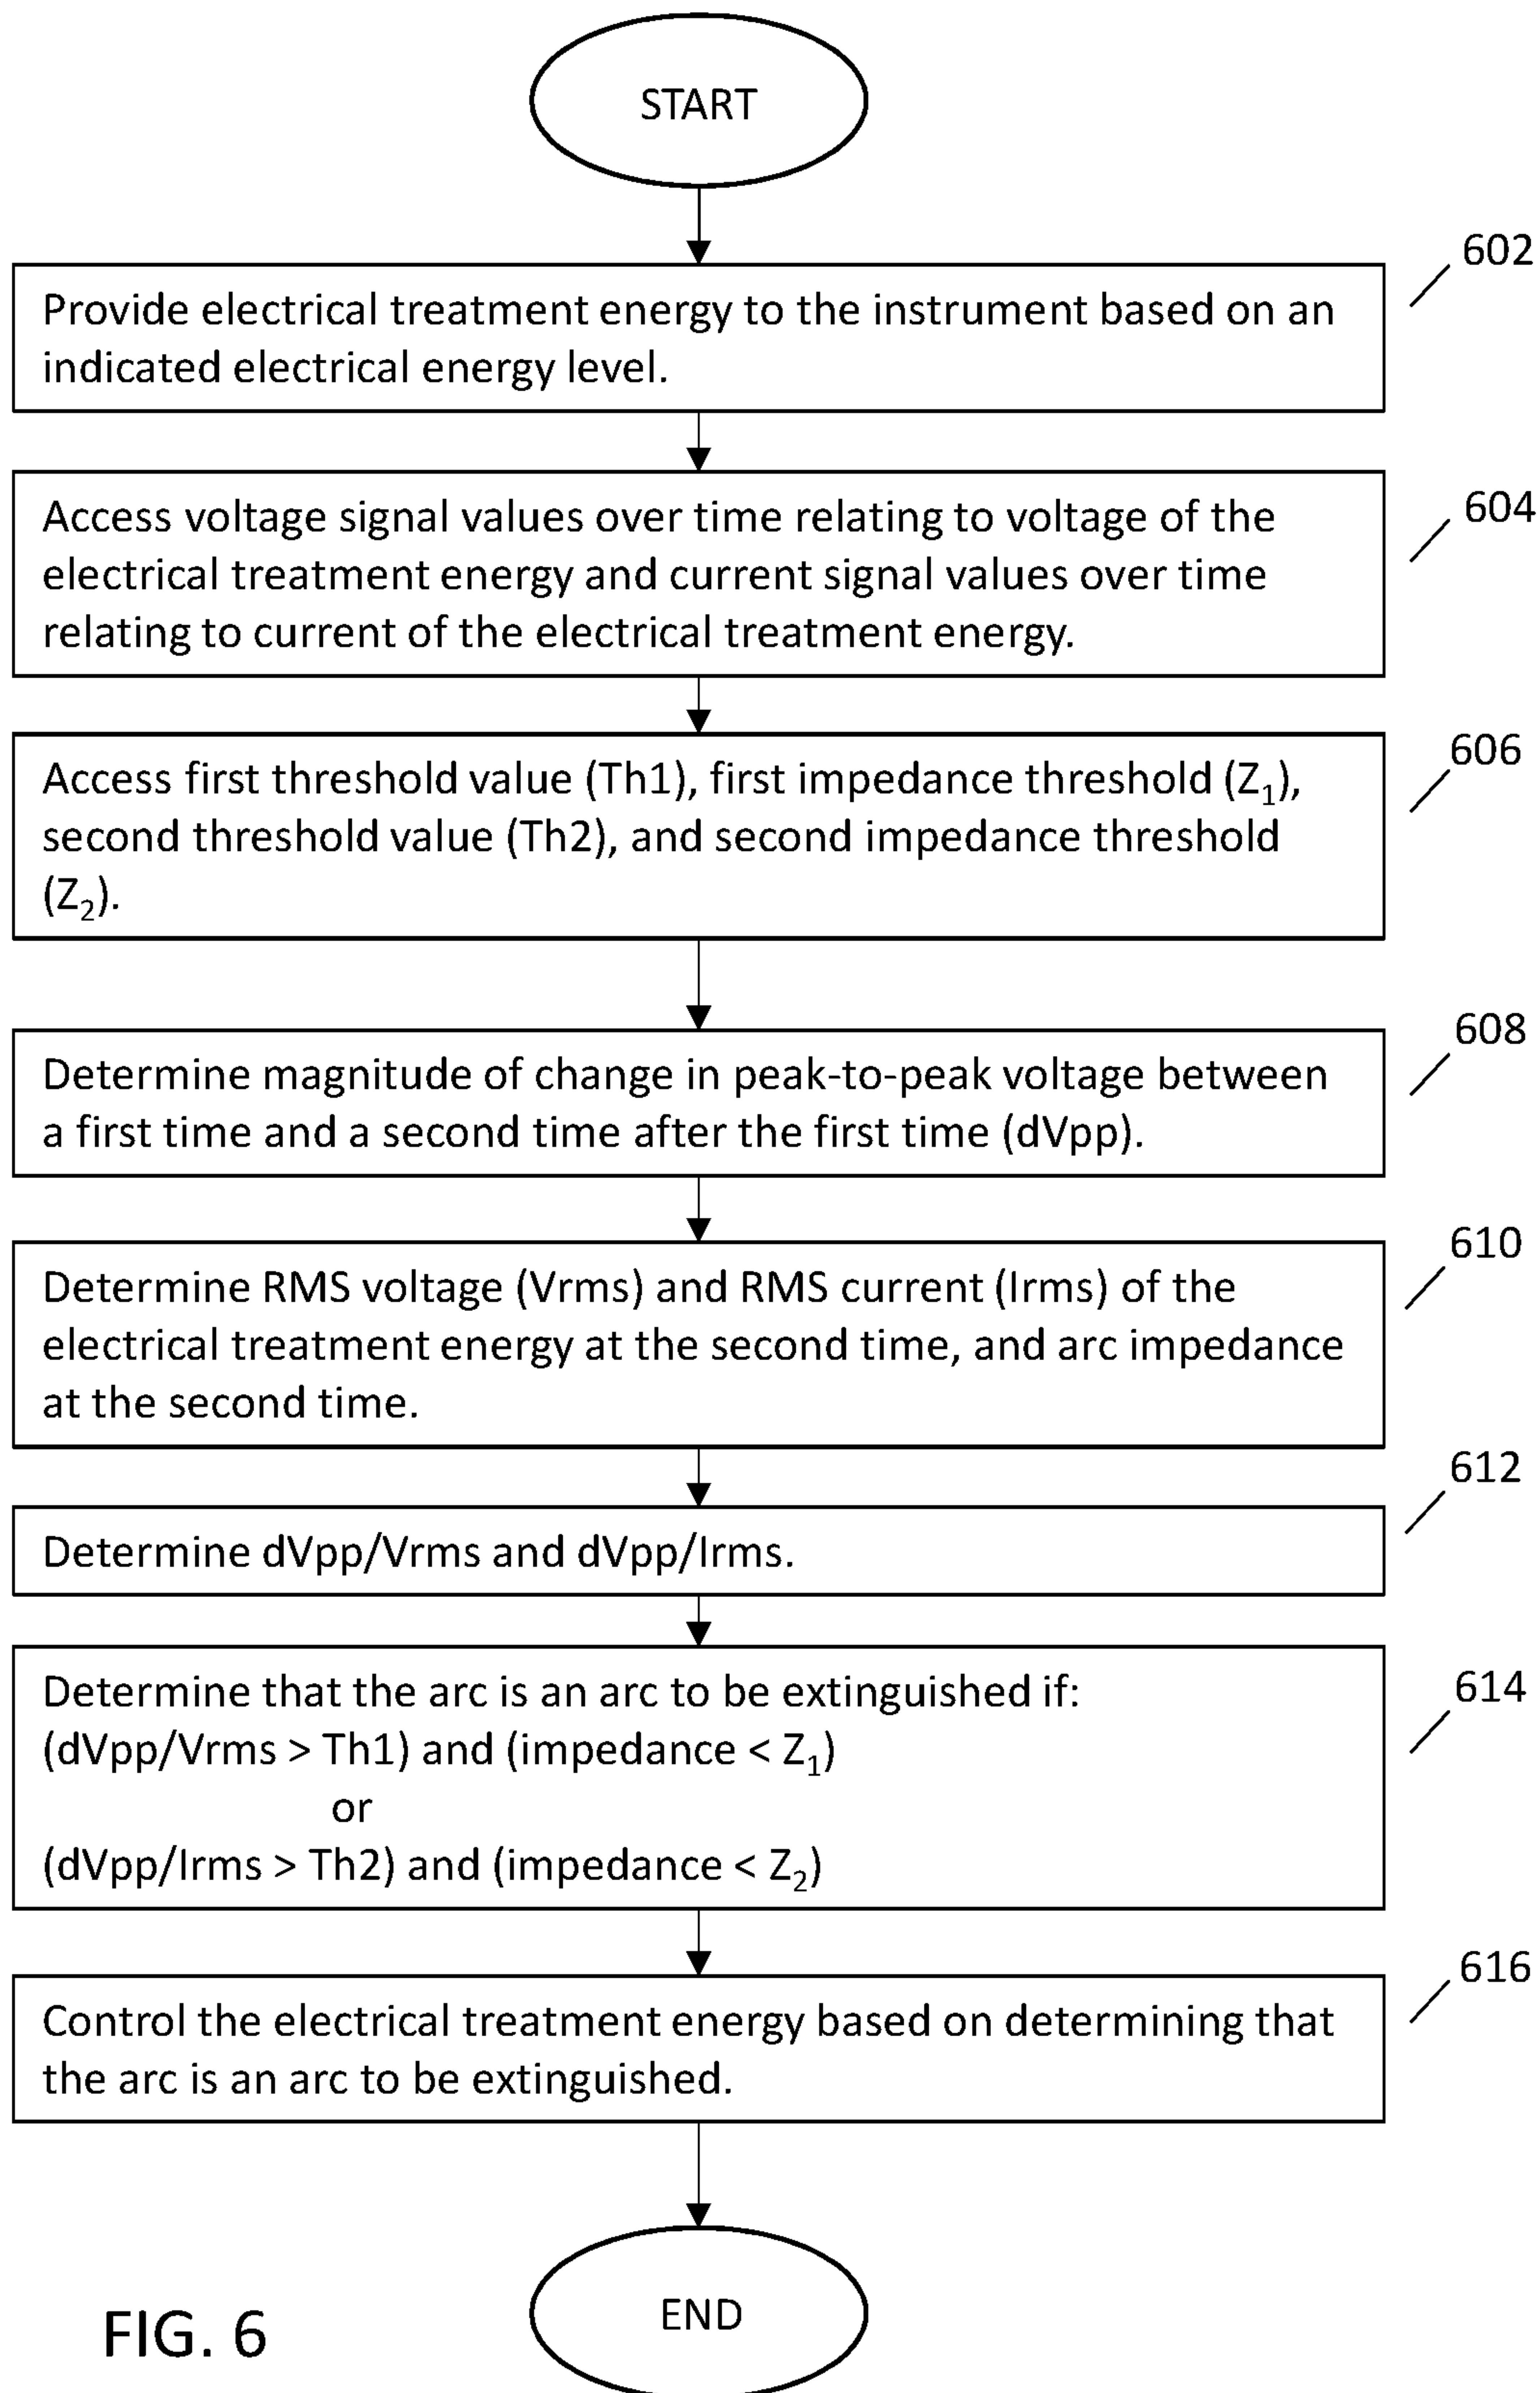 START
602
Provide electrical treatment energy to the instrument based on an
indicated electrical energy level.
604
Access voltage signal values over time relating to voltage of the
electrical treatment energy and current signal values over time
relating to current of the electrical treatment energy.
606
Access first threshold value (Th1), first impedance threshold (Z₁),
second threshold value (Th2), and second impedance threshold
(Z₂).
608
Determine magnitude of change in peak-to-peak voltage between
a first time and a second time after the first time (dVpp).
610
Determine RMS voltage (Vrms) and RMS current (Irms) of the
electrical treatment energy at the second time, and arc impedance
at the second time.
612
Determine dVpp/Vrms and dVpp/Irms.
614
Determine that the arc is an arc to be extinguished if:
(dVpp/Vrms > Th1) and (impedance < Z₁)
or
(dVpp/Irms > Th2) and (impedance < Z₂)
616
Control the electrical treatment energy based on determining that
the arc is an arc to be extinguished.
END
FIG. 6